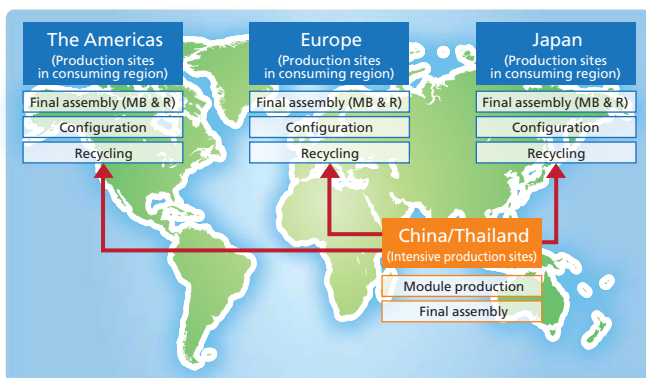 The Americas
(Production sites
in consuming region)
Final assembly (MB & R)
Configuration
Recycling
Europe
(Production sites
in consuming region)
Final assembly (MB & R)
Configuration
Recycling
Japan
(Production sites
in consuming region)
Final assembly (MB & R)
Configuration
Recycling
China/Thailand
(Intensive production sites)
Module production
Final assembly